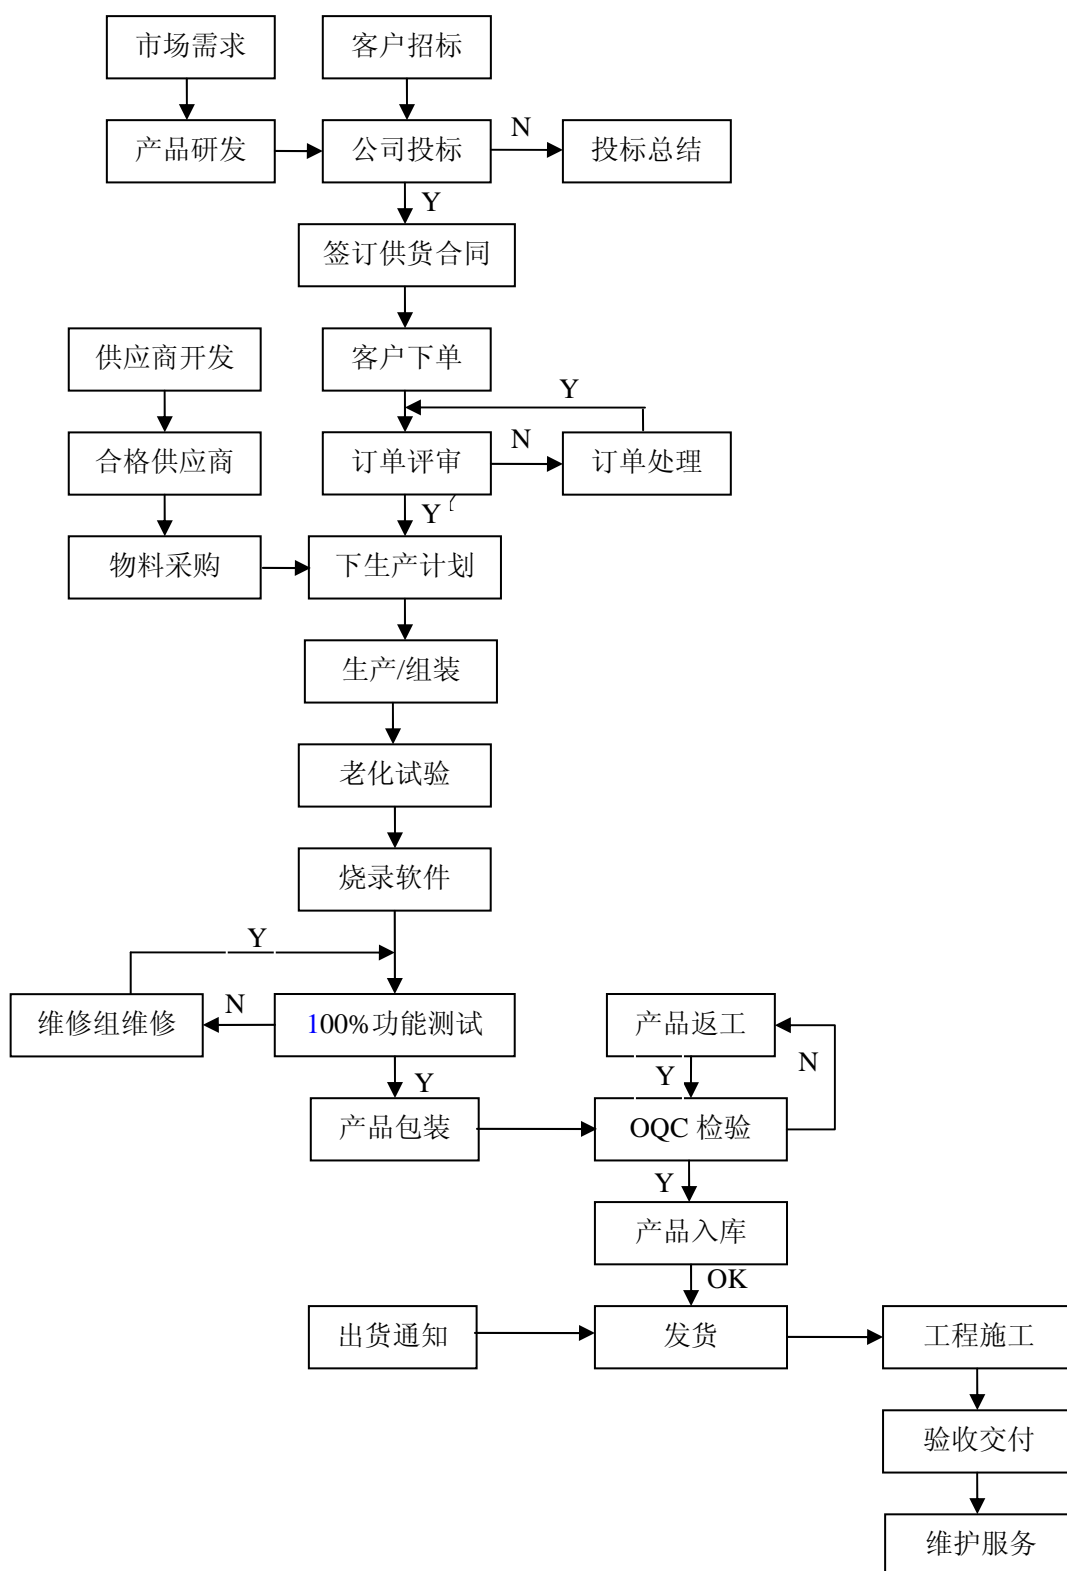 市场需求
客户招标
产品研发
公司投标
N
投标总结
Y
签订供货合同
供应商开发
客户下单
Y
合格供应商
订单评审
N
订单处理
Y
物料采购
下生产计划
生产/组装
老化试验
烧录软件
Y
维修组维修
N
100%功能测试
产品返工
N
Y
Y
产品包装
OQC 检验
Y
产品入库
OK
出货通知
发货
工程施工
验收交付
维护服务